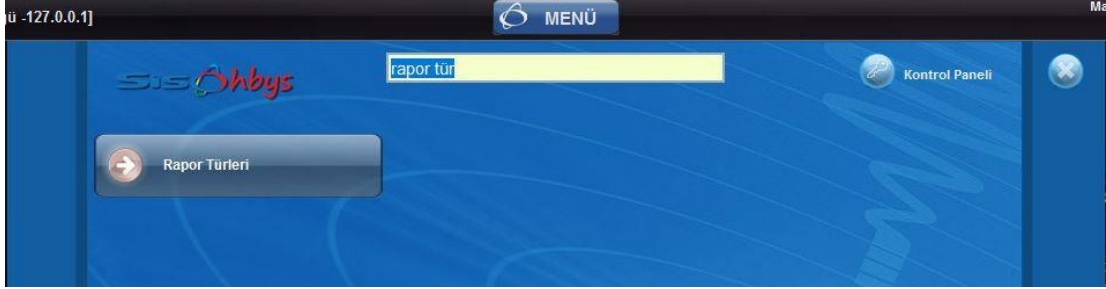 ü -127.0.0.1]
MENÜ
Ma
SisOhbys
rapor tür
Kontrol Paneli
Rapor Türleri